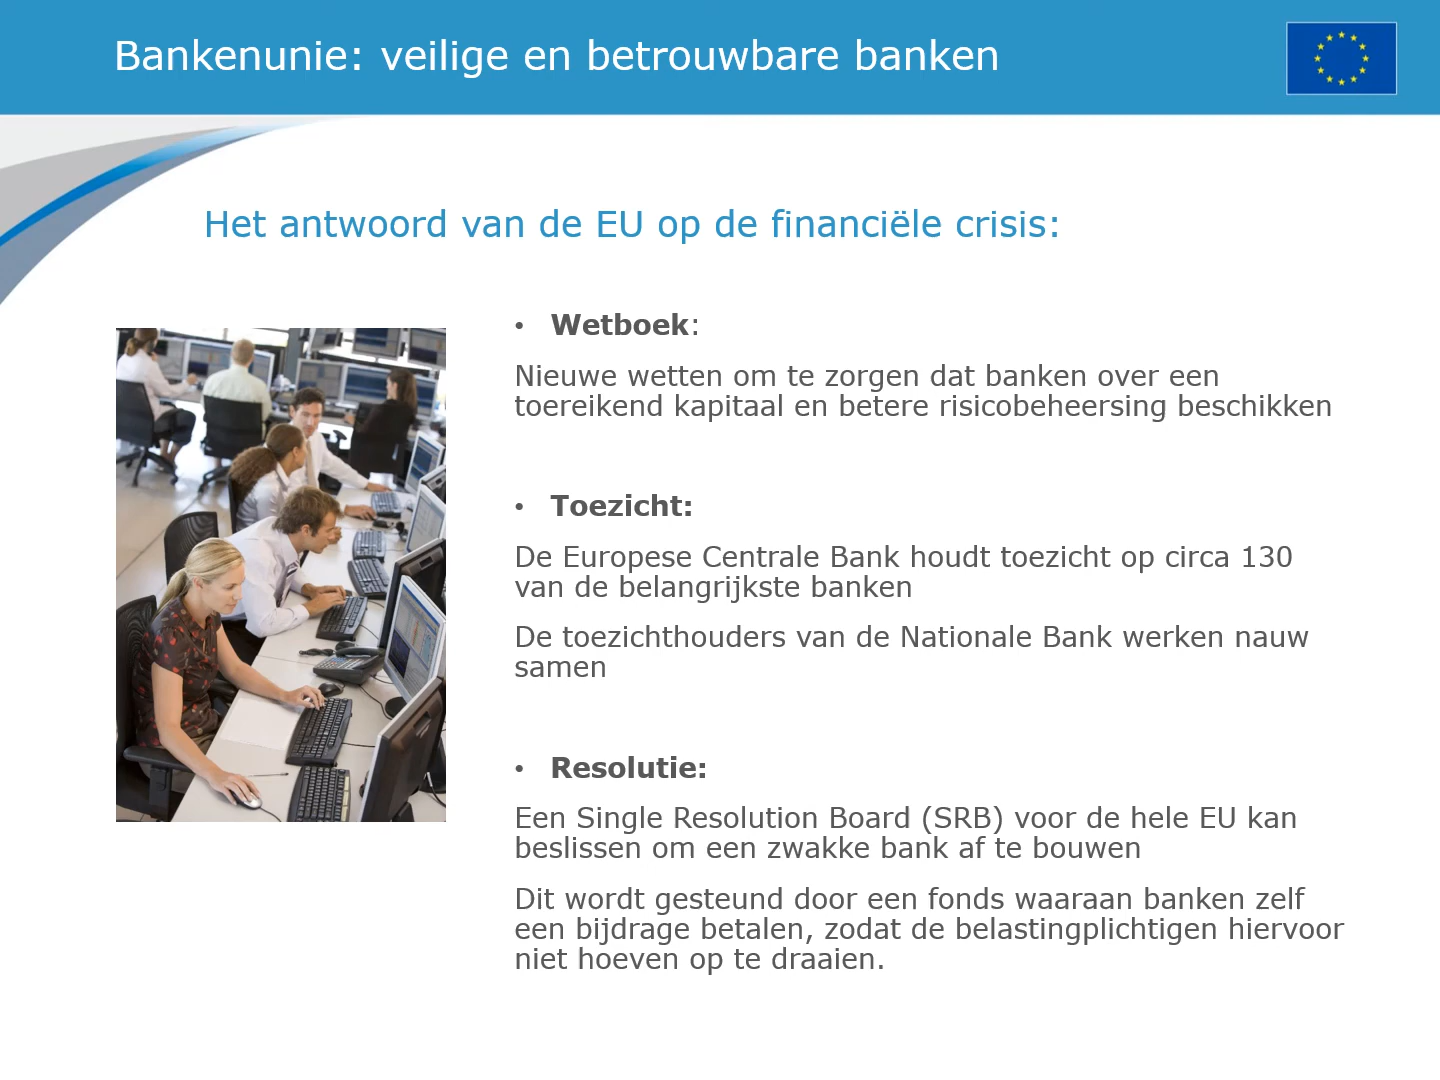 Bankenunie: veilige en betrouwbare banken
Het antwoord van de EU op de financiële crisis:
• Wetboek:
Nieuwe wetten om te zorgen dat banken over een
toereikend kapitaal en betere risicobeheersing beschikken
• Toezicht:
De Europese Centrale Bank houdt toezicht op circa 130
van de belangrijkste banken
De toezichthouders van de Nationale Bank werken nauw
samen
• Resolutie:
Een Single Resolution Board (SRB) voor de hele EU kan
beslissen om een zwakke bank af te bouwen
Dit wordt gesteund door een fonds waaraan banken zelf
een bijdrage betalen, zodat de belastingplichtigen hiervoor
niet hoeven op te draaien.